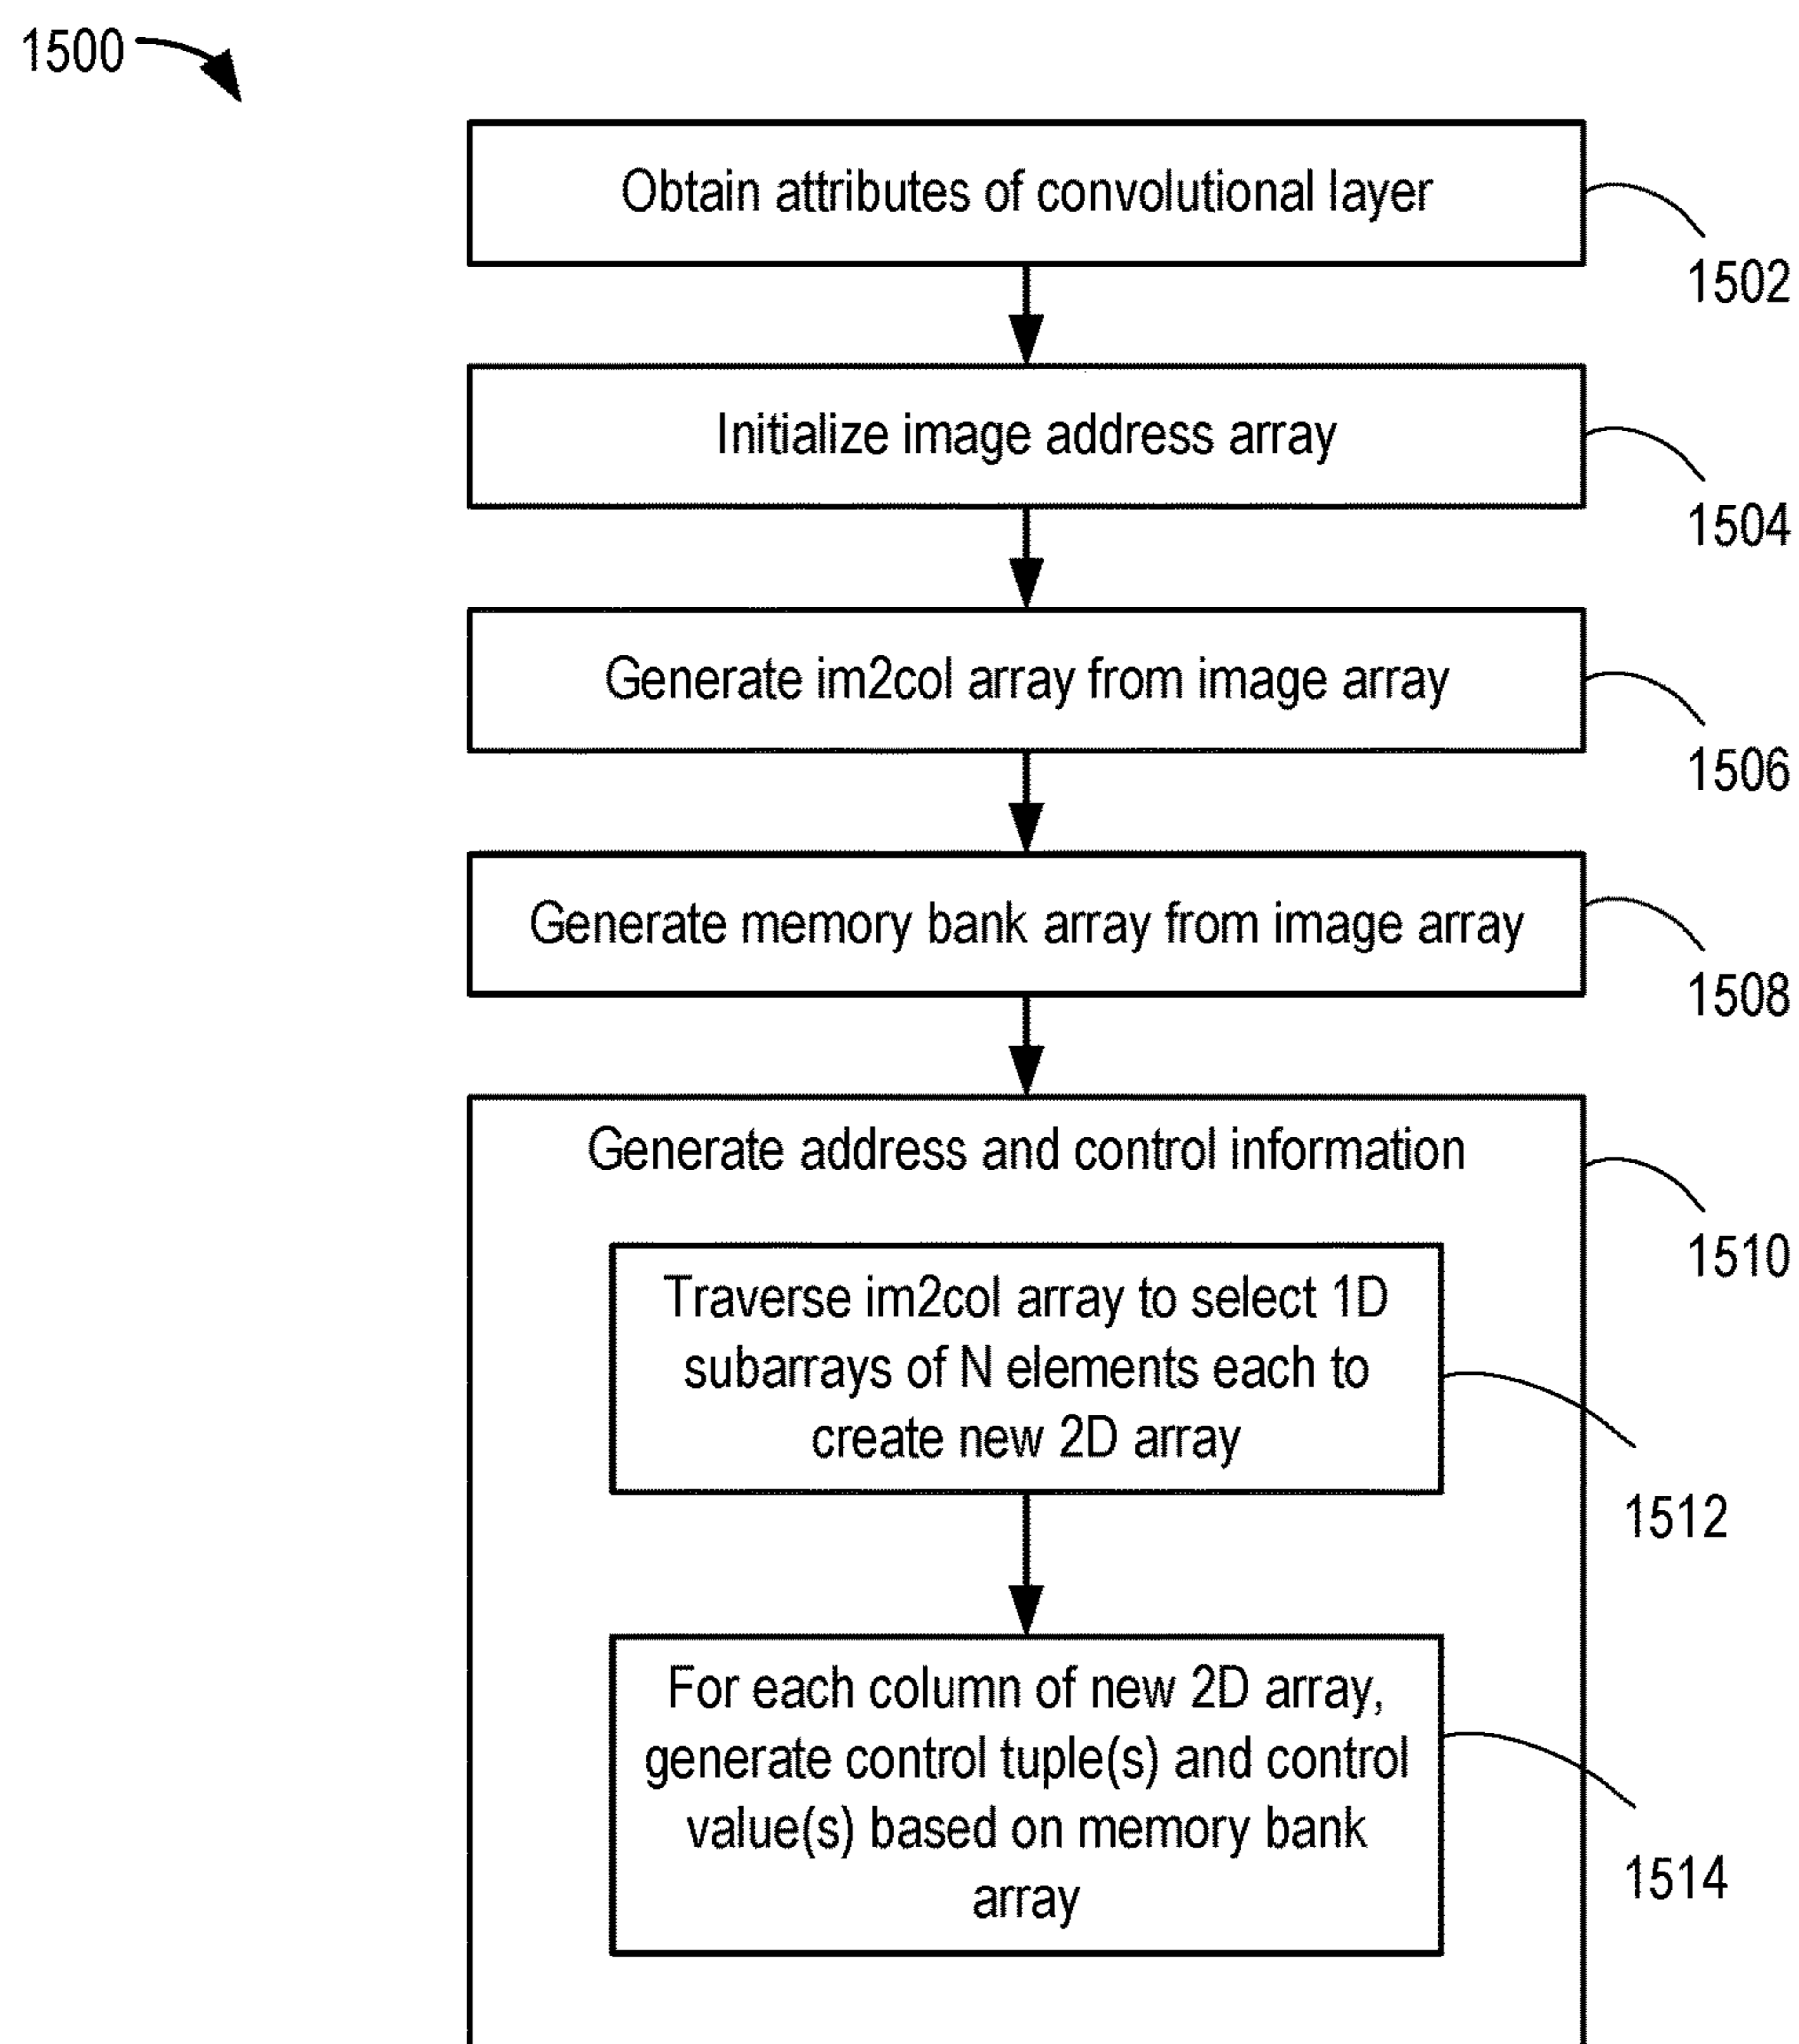 1500
Obtain attributes of convolutional layer
1502
Initialize image address array
1504
Generate im2col array from image array
1506
Generate memory bank array from image array
1508
Generate address and control information
1510
Traverse im2col array to select 1D
subarrays of N elements each to
create new 2D array
1512
For each column of new 2D array,
generate control tuple(s) and control
value(s) based on memory bank
array
1514